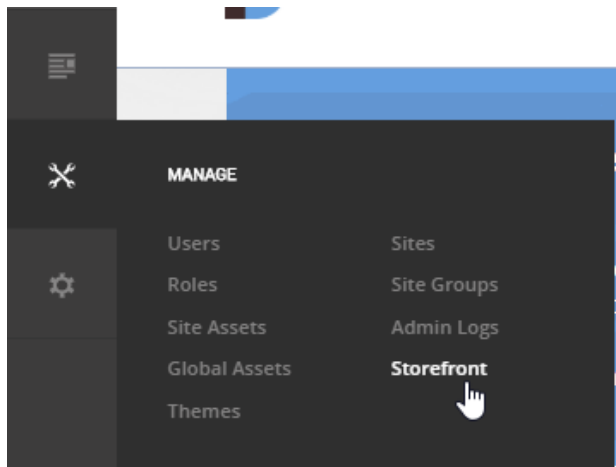 MANAGE
Users
Roles
Site Assets
Global Assets
Themes
Sites
Site Groups
Admin Logs
Storefront